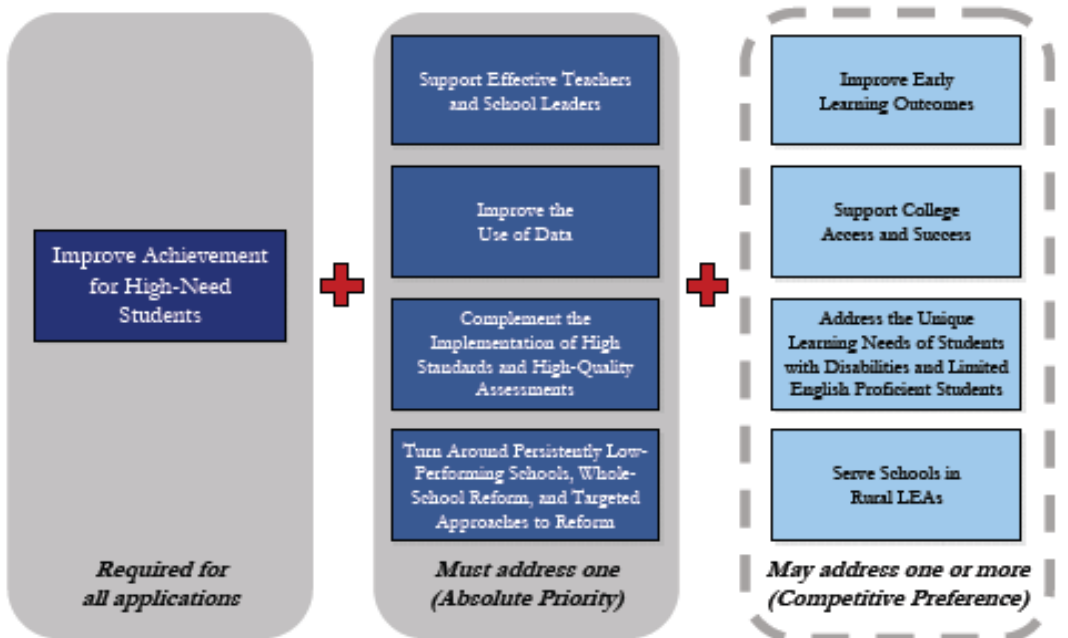 Improve Achievement
for High-Need
Students
Required for
all applications
Support Effective Teachers
and School Leaders
Improve the
Use of Data
Complement the
Implementation of High
Standards and High-Quality
Assessments
Turn Around Persistently Low-
Performing Schools, Whole-
School Reform, and Targeted
Approaches to Reform
Must address one
(Absolute Priority)
Improve Early
Learning Outcomes
Support College
Access and Success
Address the Unique
Learning Needs of Students
with Disabilities and Limited
English Proficient Students
Serve Schools in
Rural LEAs
May address one or more
(Competitive Preference)